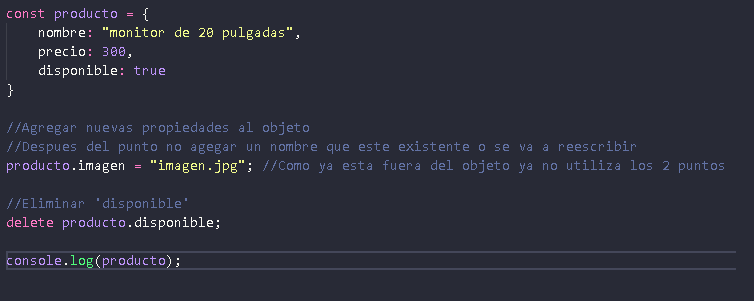 const producto = {
    nombre: "monitor de 20 pulgadas",
    precio: 300,
    disponible: true
}

//Agregar nuevas propiedades al objeto
//Despues del punto no agegar un nombre que este existente o se va a reescribir
producto.imagen = "imagen.jpg"; //Como ya esta fuera del objeto ya no utiliza los 2 puntos

//Eliminar 'disponible'
delete producto.disponible;

console.log(producto);